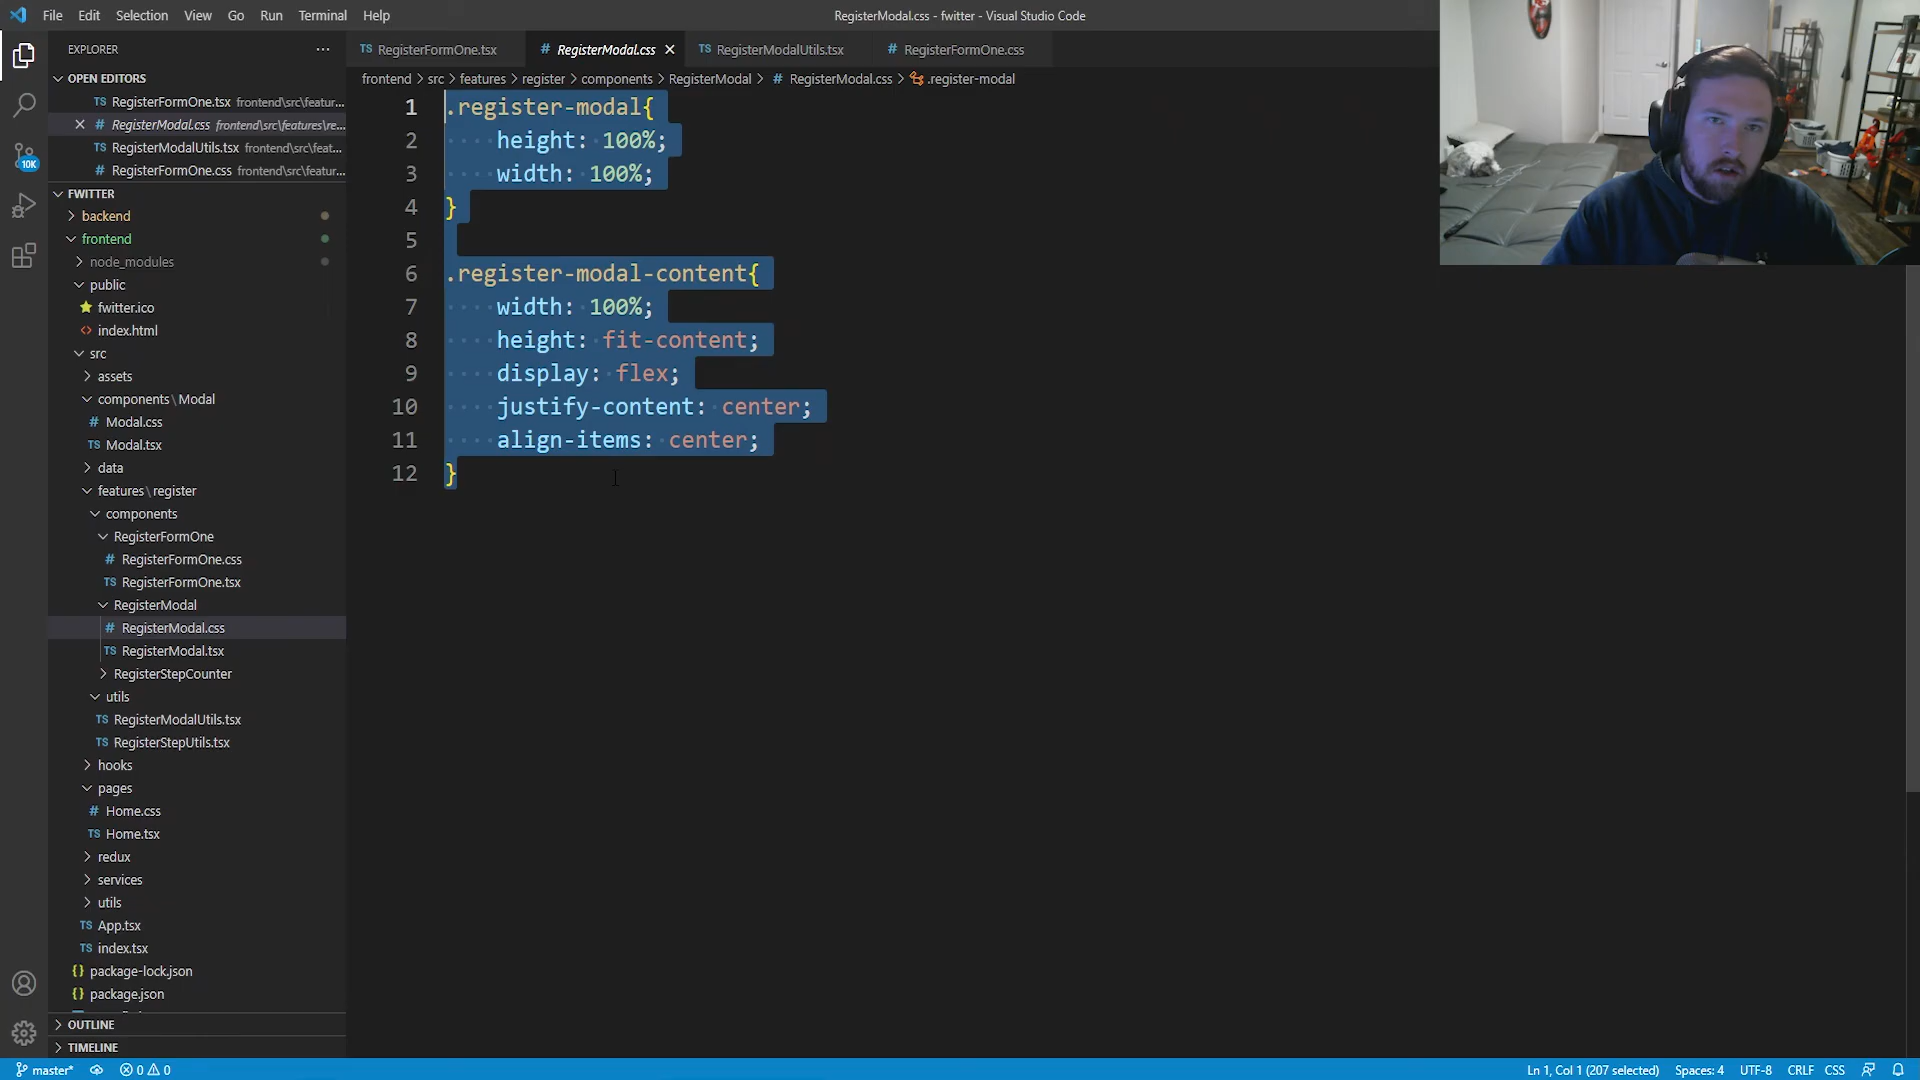 File Edit Selection View Go Run Terminal Help
RegisterModal.css - fwitter - Visual Studio Code
EXPLORER ...
OPEN EDITORS
TS RegisterFormOne.tsx frontend\src\featur...
# RegisterModal.css frontend\src\features\re...
TS RegisterModalUtils.tsx frontend\src\feat...
# RegisterFormOne.css frontend\src\featur...
FWITTER
backend
frontend
node_modules
public
fwitter.ico
<> index.html
src
assets
components\Modal
# Modal.css
TS Modal.tsx
data
features\register
components
RegisterFormOne
# RegisterFormOne.css
TS RegisterFormOne.tsx
RegisterModal
# RegisterModal.css
TS RegisterModal.tsx
RegisterStepCounter
utils
TS RegisterModalUtils.tsx
TS RegisterStepUtils.tsx
hooks
pages
# Home.css
TS Home.tsx
redux
services
utils
TS App.tsx
TS index.tsx
{} package-lock.json
{} package.json
OUTLINE
TIMELINE
10K
TS RegisterFormOne.tsx # RegisterModal.css TS RegisterModalUtils.tsx # RegisterFormOne.css
frontend > src > features > register > components > RegisterModal > # RegisterModal.css > .register-modal
1 .register-modal{
2 height: 100%;
3 width: 100%;
4 }
5
6 .register-modal-content{
7 width: 100%;
8 height: fit-content;
9 display: flex;
10 justify-content: center;
11 align-items: center;
12 }
master* 0 0 Ln 1, Col 1 (207 selected) Spaces: 4 UTF-8 CRLF CSS